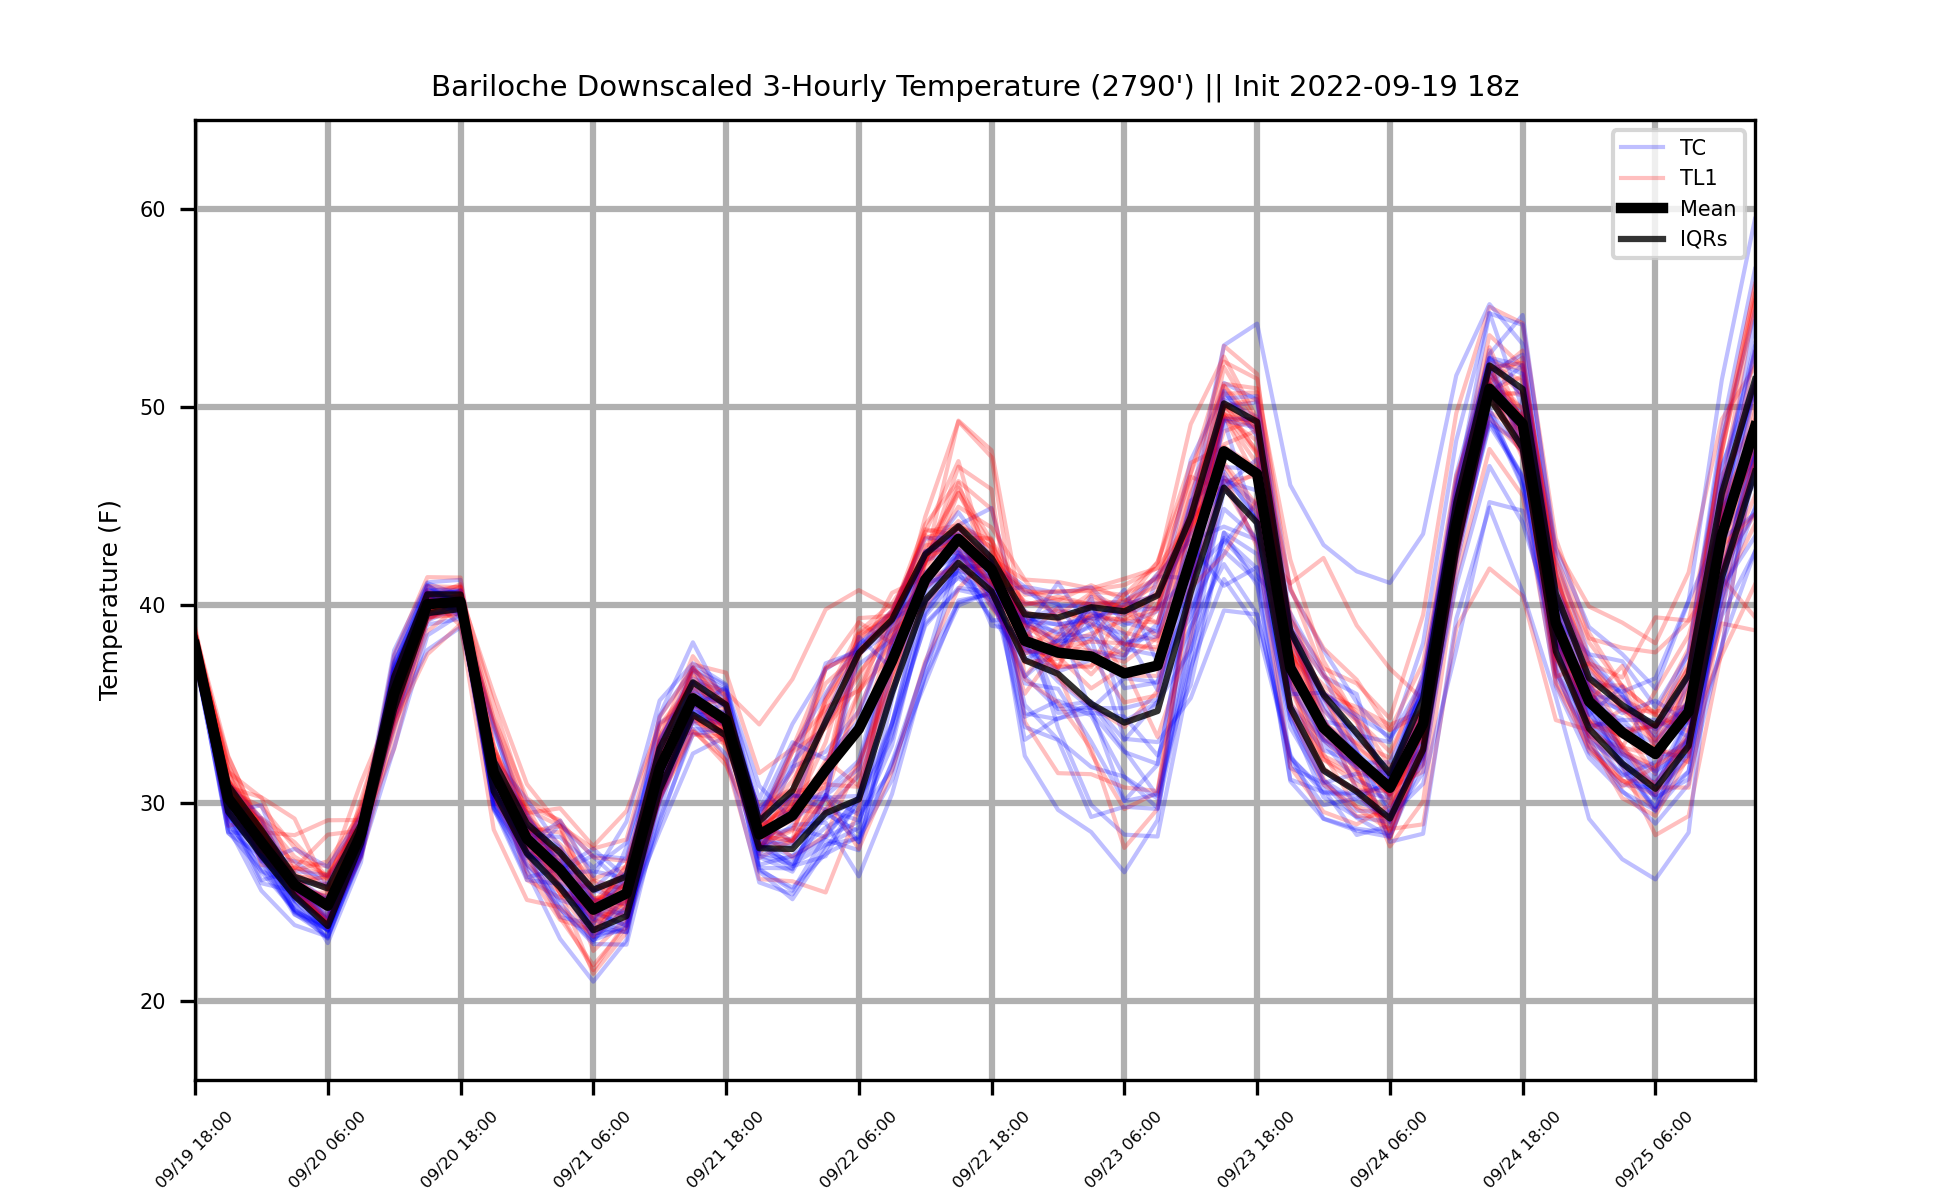 Bariloche Downscaled 3-Hourly Temperature (2790') || Init 2022-09-19 18z
TC
TL1
Mean
IQRs
Temperature (F)
60
50
40
30
20
09/19 18:00
09/20 06:00
09/20 18:00
09/21 06:00
09/21 18:00
09/22 06:00
09/22 18:00
09/23 06:00
09/23 18:00
09/24 06:00
09/24 18:00
09/25 06:00